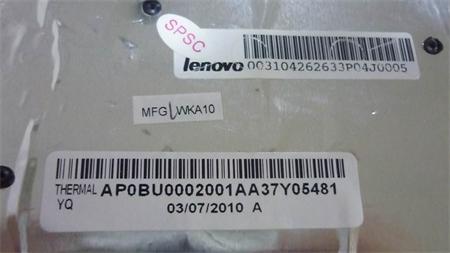 SPSC
lenovo 003104262633P04J0005
MFG WKA10
THERMAL AP0BU0002001AA37Y05481
YQ 03/07/2010 A